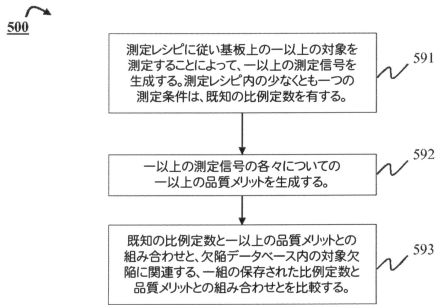 500
測定レシピに従い基板上の一以上の対象を
測定することによって、一以上の測定信号を
生成する。測定レシピ内の少なくとも一つの
測定条件は、既知の比例定数を有する。
591
一以上の測定信号の各々についての
一以上の品質メリットを生成する。
592
既知の比例定数と一以上の品質メリットとの
組み合わせと、欠陥データベース内の対象欠
陥に関連する、一組の保存された比例定数と
品質メリットとの組み合わせとを比較する。
593